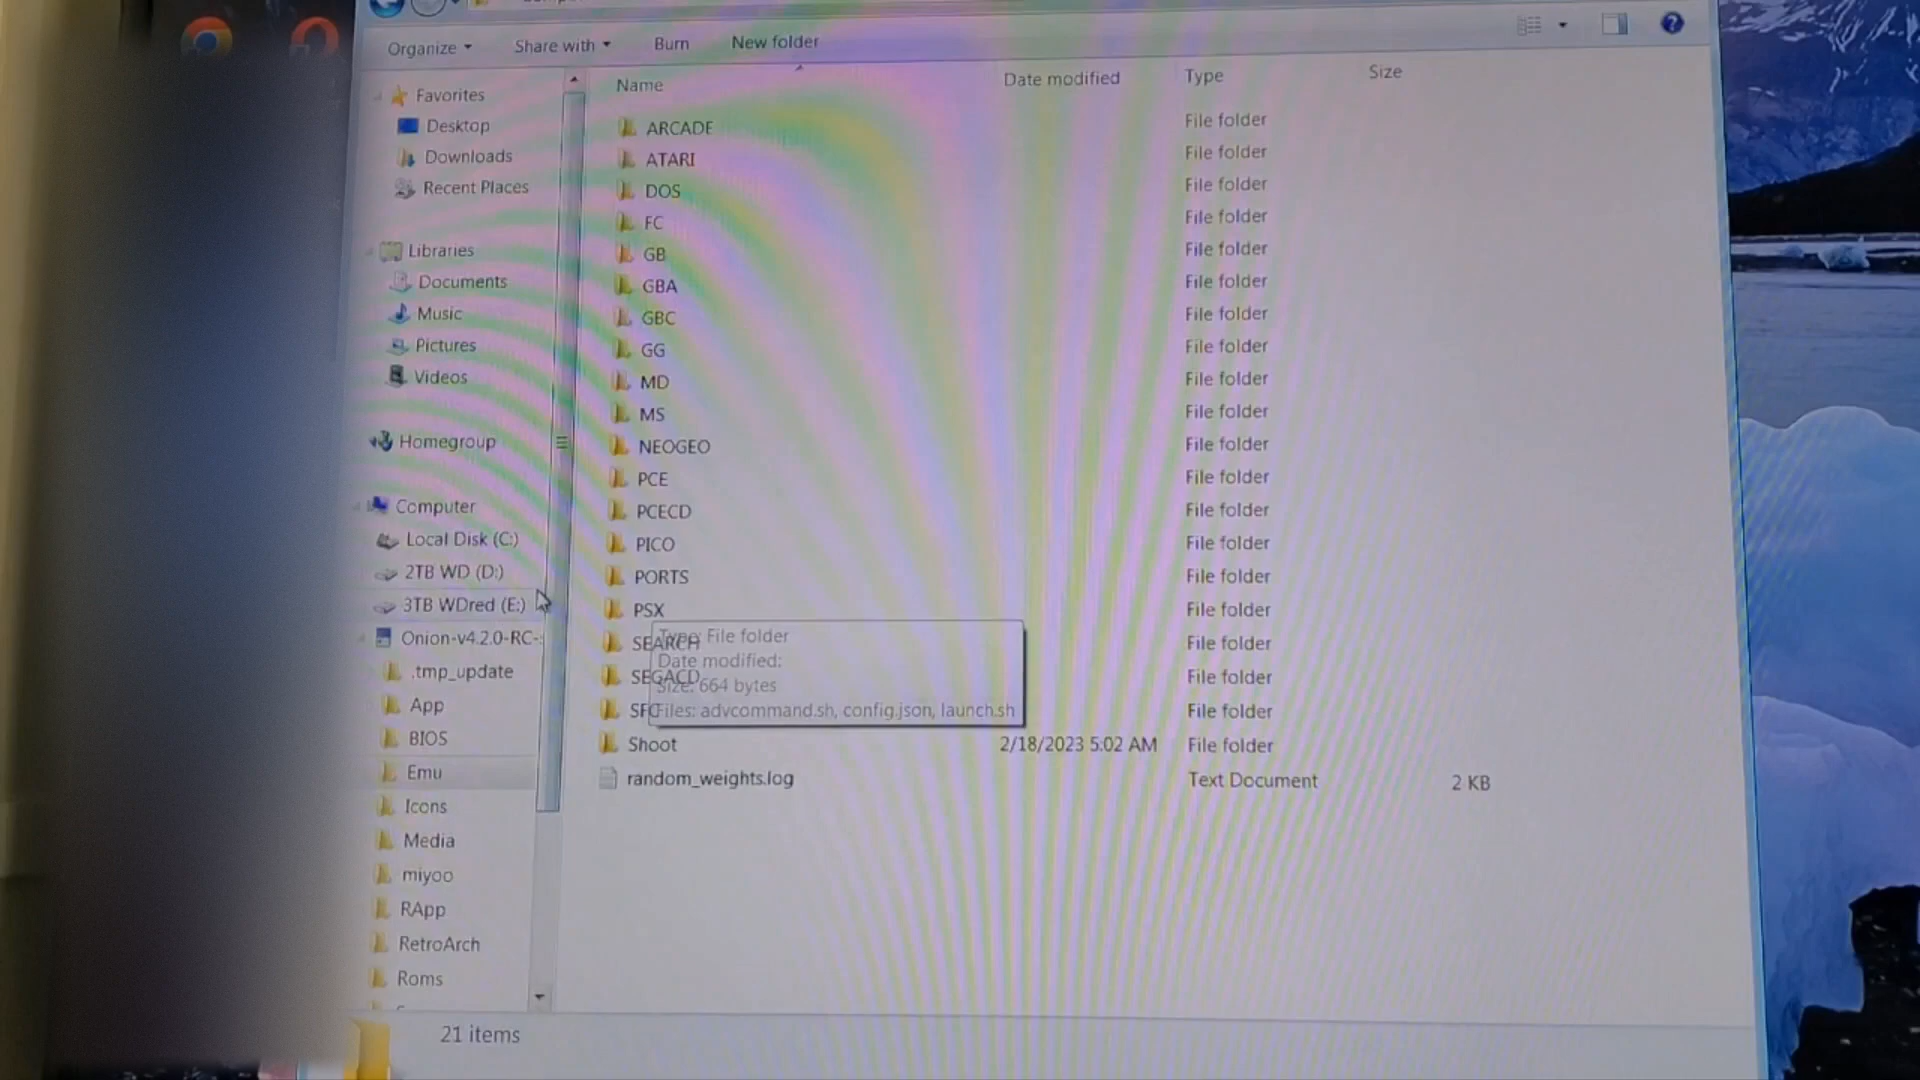 Organize
Share with
Burn
New folder
Name
Date modified
Type
Size
Favorites
Desktop
Downloads
Recent Places
Libraries
Documents
Music
Pictures
Videos
Homegroup
Computer
Local Disk (C:)
2TB WD (D:)
3TB WDred (E:)
Onion-v4.2.0-RC-
.tmp_update
App
BIOS
Emu
Icons
Media
miyoo
RApp
RetroArch
Roms
ARCADE File folder
ATARI File folder
DOS File folder
FC File folder
GB File folder
GBA File folder
GBC File folder
GG File folder
MD File folder
MS File folder
NEOGEO File folder
PCE File folder
PCECD File folder
PICO File folder
PORTS File folder
PSX File folder
SEARCH File folder
SEGACD File folder
SFC File folder
Shoot 2/18/2023 5:02 AM File folder
random_weights.log Text Document 2 KB
Type: File folder
Date modified:
Size: 664 bytes
Files: advcommand.sh, config.json, launch.sh
21 items